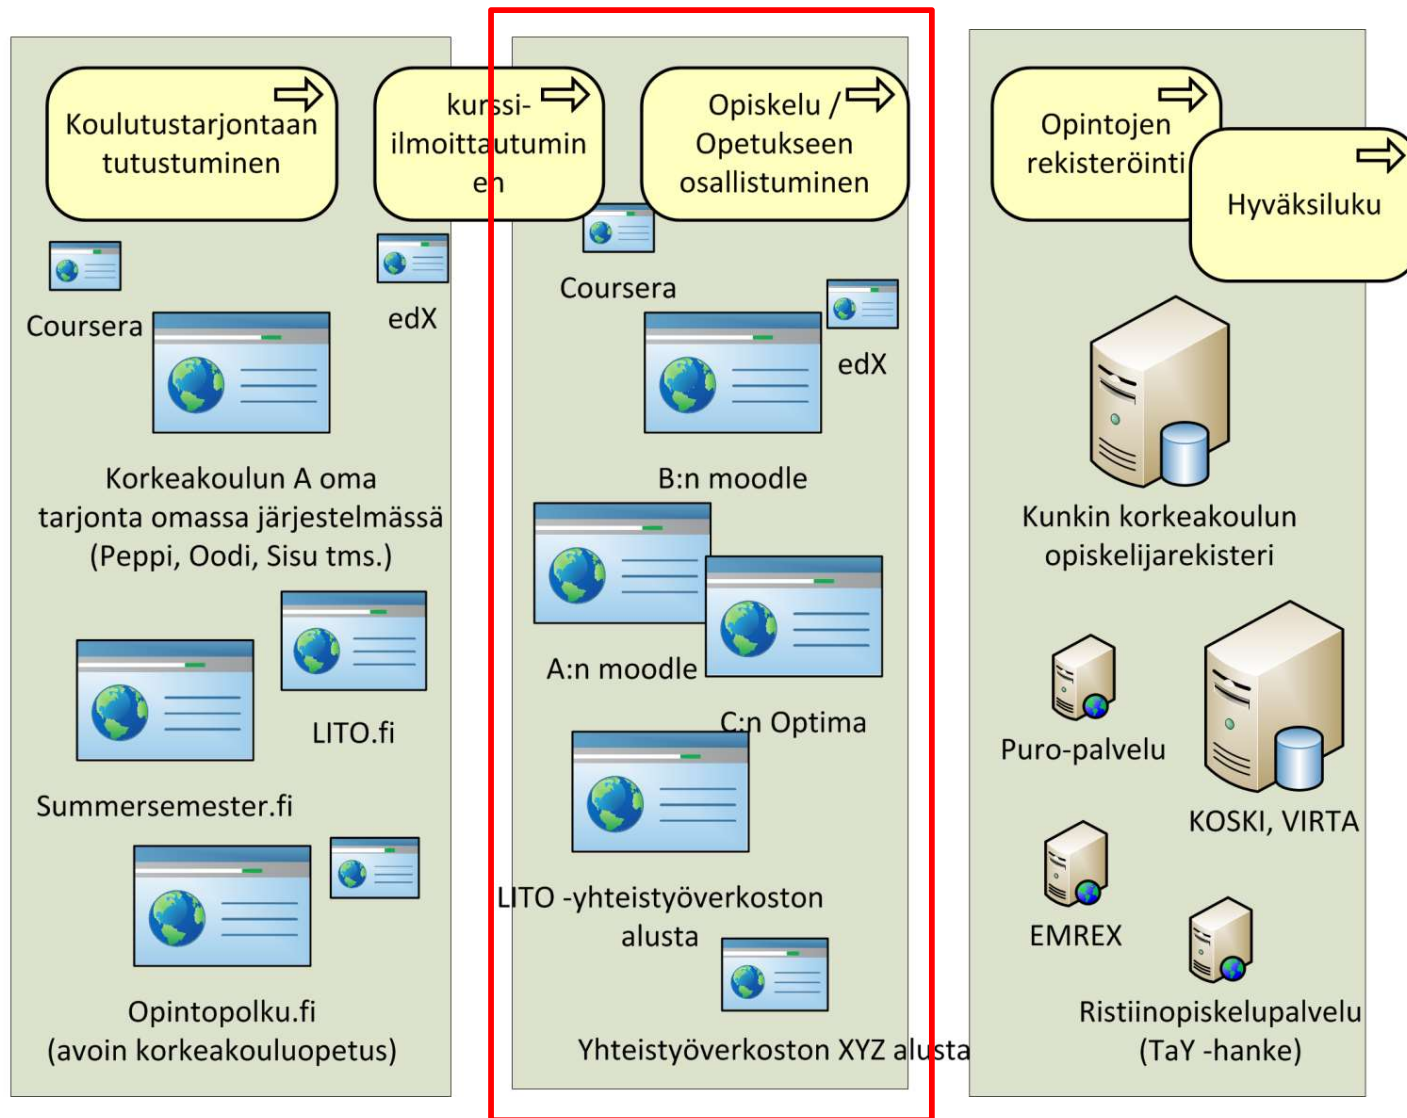 Koulutustarjontaan
tutustuminen
kurssi-
ilmoittautumin
en
Opiskelu /
Opetukseen
osallistuminen
Opintojen
rekisteröinti
Hyväksiluku
Coursera
edX
Korkeakoulun A oma
tarjonta omassa järjestelmässä
(Peppi, Oodi, Sisu tms.)
LITO.fi
Summersemester.fi
Opintopolku.fi
(avoin korkeakouluopetus)
Coursera
edX
B:n moodle
A:n moodle
C:n Optima
LITO -yhteistyöverkoston
alusta
Yhteistyöverkoston XYZ alusta
Kunkin korkeakoulun
opiskelijarekisteri
Puro-palvelu
KOSKI, VIRTA
EMREX
Ristiinopiskelupalvelu
(TaY -hanke)